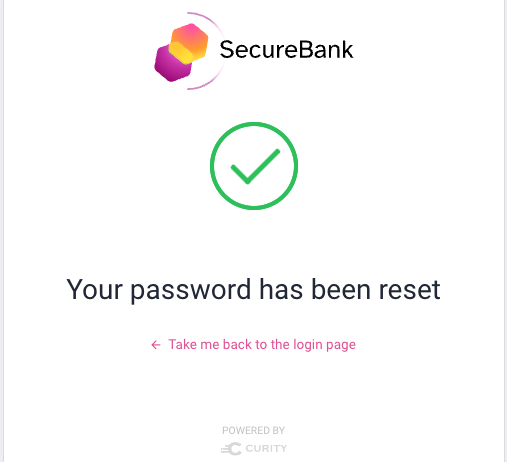 SecureBank
Your password has been reset
← Take me back to the login page
POWERED BY
CURITY